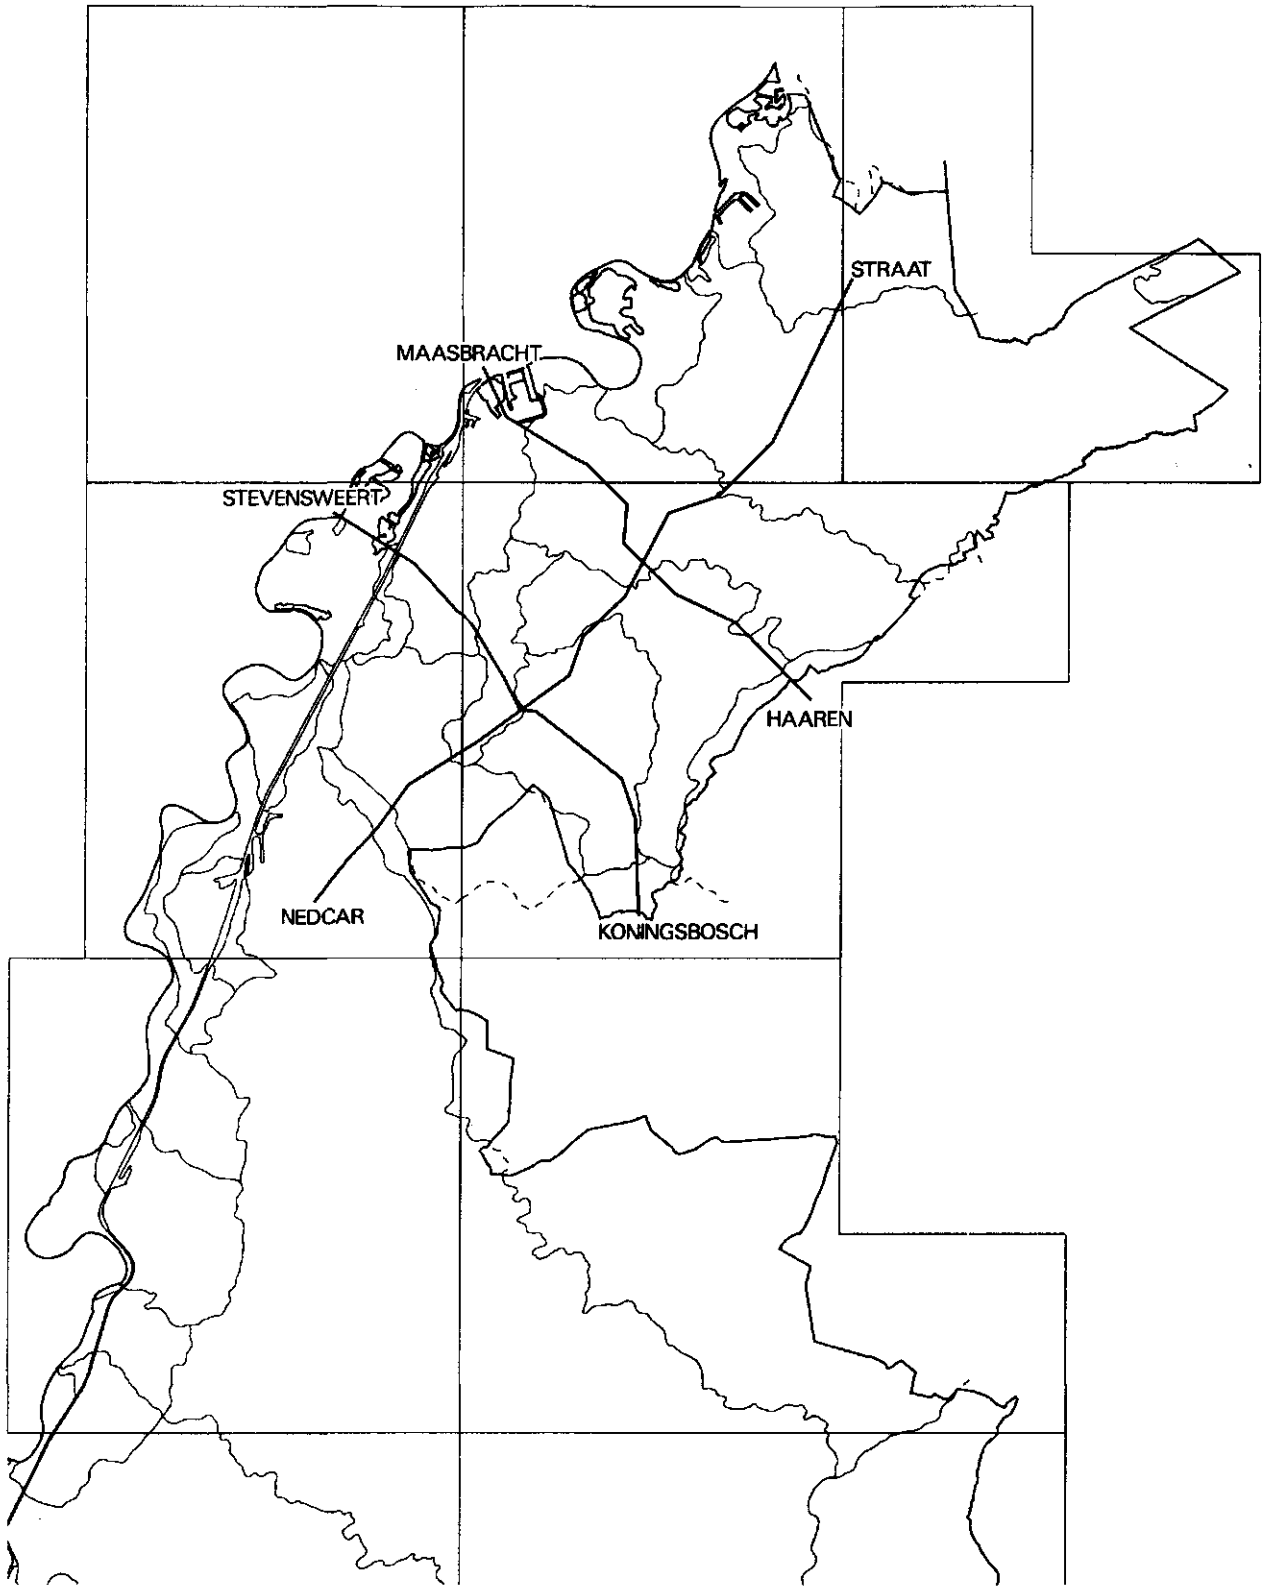 STRAAT
MAASBRACHT
STEVENSWEERT
HAAREN
NEDCAR
KONINGSBOSCH